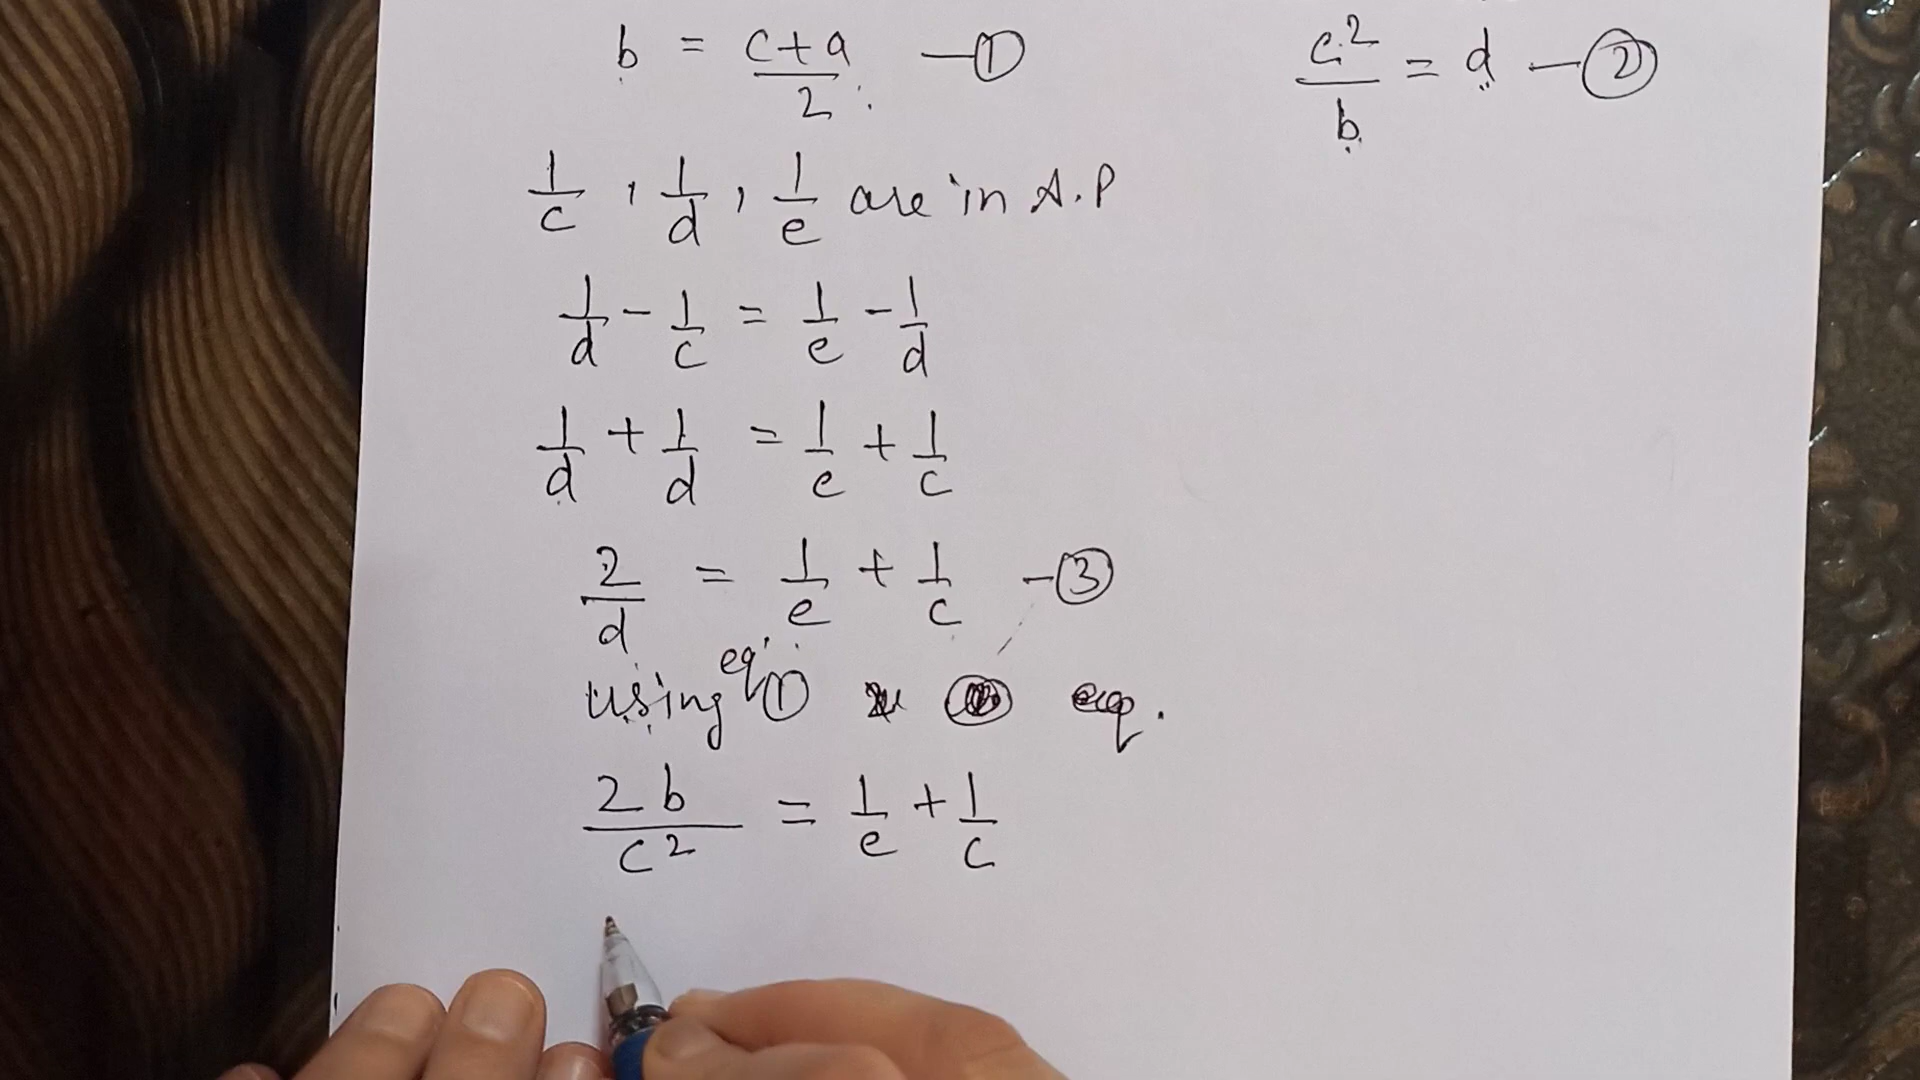 b = c+a/2 —①
c²/b = d —②
1/c , 1/d , 1/e are in A.P
1/d - 1/c = 1/e - 1/d
1/d + 1/d = 1/e + 1/c
2/d = 1/e + 1/c —③
using eq ① eq.
2b/c² = 1/e + 1/c